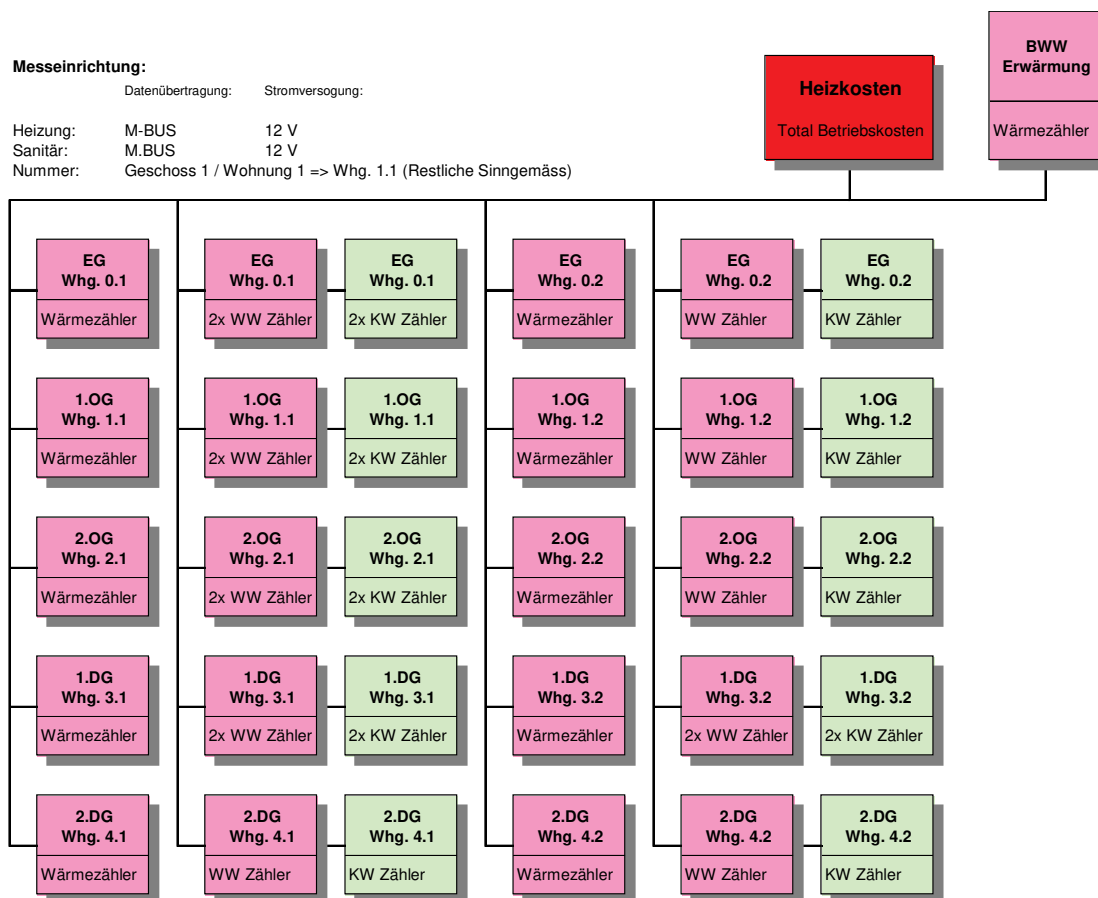 BWW
Erwärmung
Wärmezähler
Heizkosten
Total Betriebskosten
Messeinrichtung:
Datenübertragung: Stromversogung:
Heizung: M-BUS 12 V
Sanitär: M.BUS 12 V
Nummer: Geschoss 1 / Wohnung 1 => Whg. 1.1 (Restliche Sinngemäss)
EG
Whg. 0.1
Wärmezähler
EG
Whg. 0.1
2x WW Zähler
EG
Whg. 0.1
2x KW Zähler
EG
Whg. 0.2
Wärmezähler
EG
Whg. 0.2
WW Zähler
EG
Whg. 0.2
KW Zähler
1.OG
Whg. 1.1
Wärmezähler
1.OG
Whg. 1.1
2x WW Zähler
1.OG
Whg. 1.1
2x KW Zähler
1.OG
Whg. 1.2
Wärmezähler
1.OG
Whg. 1.2
WW Zähler
1.OG
Whg. 1.2
KW Zähler
2.OG
Whg. 2.1
Wärmezähler
2.OG
Whg. 2.1
2x WW Zähler
2.OG
Whg. 2.1
2x KW Zähler
2.OG
Whg. 2.2
Wärmezähler
2.OG
Whg. 2.2
WW Zähler
2.OG
Whg. 2.2
KW Zähler
1.DG
Whg. 3.1
Wärmezähler
1.DG
Whg. 3.1
2x WW Zähler
1.DG
Whg. 3.1
2x KW Zähler
1.DG
Whg. 3.2
Wärmezähler
1.DG
Whg. 3.2
2x WW Zähler
1.DG
Whg. 3.2
2x KW Zähler
2.DG
Whg. 4.1
Wärmezähler
2.DG
Whg. 4.1
WW Zähler
2.DG
Whg. 4.1
KW Zähler
2.DG
Whg. 4.2
Wärmezähler
2.DG
Whg. 4.2
WW Zähler
2.DG
Whg. 4.2
KW Zähler